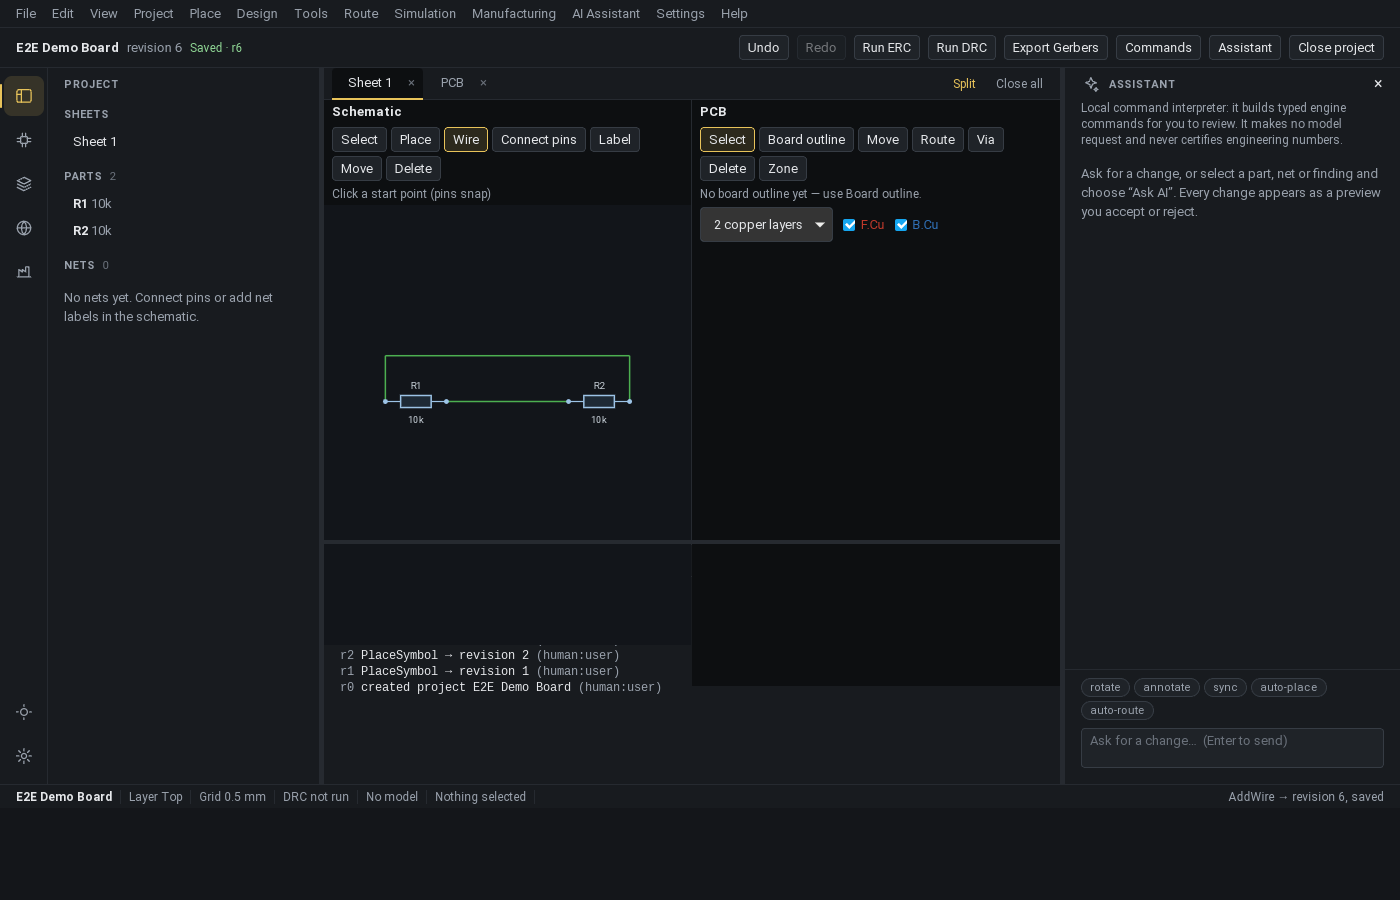 File Edit View Project Place Design Tools Route Simulation Manufacturing AI Assistant Settings Help
E2E Demo Board revision 6 Saved · r6
Undo Redo Run ERC Run DRC Export Gerbers Commands Assistant Close project
PROJECT
SHEETS
Sheet 1
PARTS 2
R1 10k
R2 10k
NETS 0
No nets yet. Connect pins or add net
labels in the schematic.
Sheet 1 × PCB × Split Close all
Schematic
Select Place Wire Connect pins Label
Move Delete
Click a start point (pins snap)
R1 R2
10k 10k
PCB
Select Board outline Move Route Via
Delete Zone
No board outline yet — use Board outline.
2 copper layers F.Cu B.Cu
r2 PlaceSymbol → revision 2 (human:user)
r1 PlaceSymbol → revision 1 (human:user)
r0 created project E2E Demo Board (human:user)
ASSISTANT ×
Local command interpreter: it builds typed engine
commands for you to review. It makes no model
request and never certifies engineering numbers.
Ask for a change, or select a part, net or finding and
choose “Ask AI”. Every change appears as a preview
you accept or reject.
rotate annotate sync auto-place
auto-route
Ask for a change… (Enter to send)
E2E Demo Board Layer Top Grid 0.5 mm DRC not run No model Nothing selected AddWire → revision 6, saved